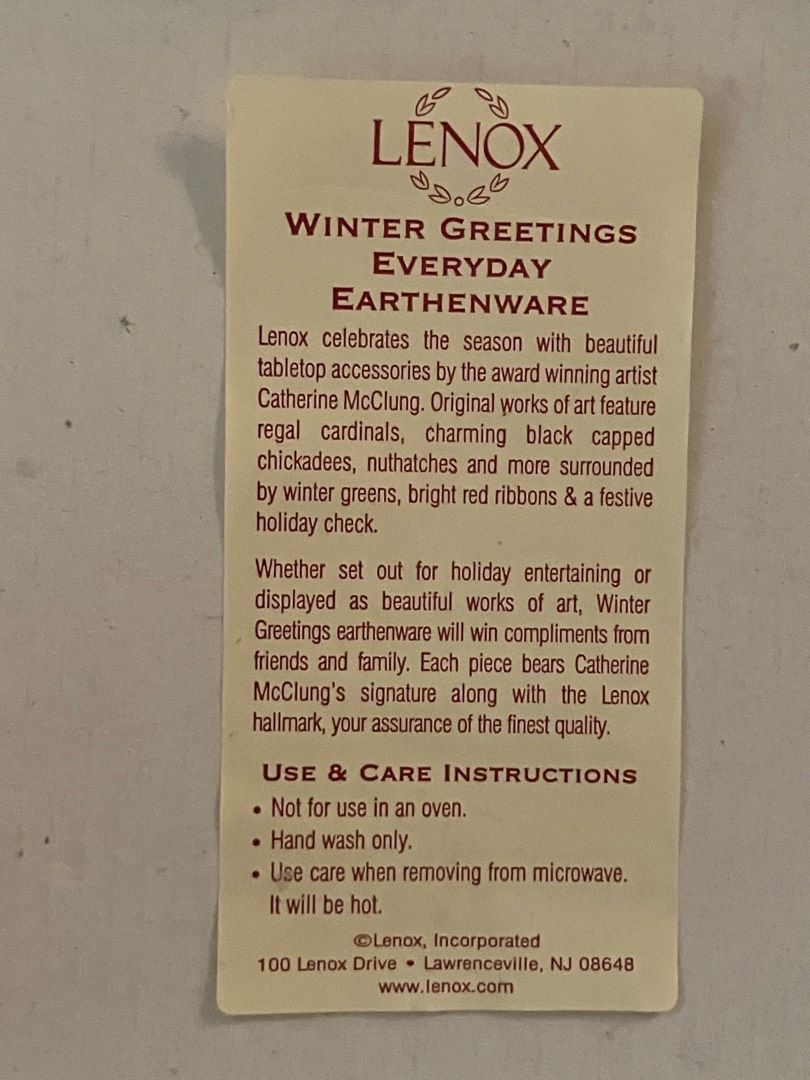 LENOX
WINTER GREETINGS
EVERYDAY
EARTHENWARE
Lenox celebrates the season with beautiful
tabletop accessories by the award winning artist
Catherine McClung. Original works of art feature
regal cardinals, charming black capped
chickadees, nuthatches and more surrounded
by winter greens, bright red ribbons & a festive
holiday check.
Whether set out for holiday entertaining or
displayed as beautiful works of art, Winter
Greetings earthenware will win compliments from
friends and family. Each piece bears Catherine
McClung's signature along with the Lenox
hallmark, your assurance of the finest quality.
USE & CARE INSTRUCTIONS
• Not for use in an oven.
• Hand wash only.
• Use care when removing from microwave.
It will be hot.
©Lenox, Incorporated
100 Lenox Drive • Lawrenceville, NJ 08648
www.lenox.com